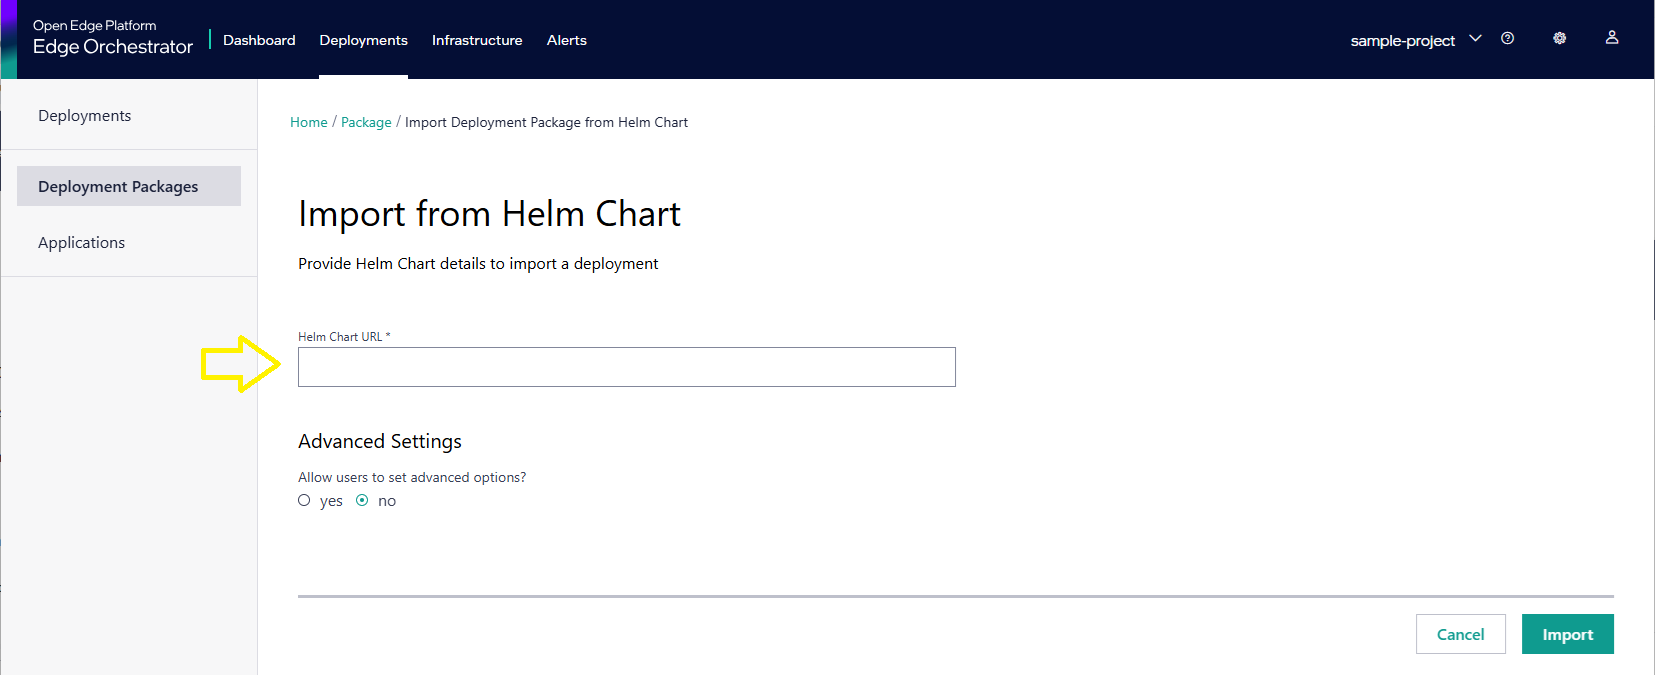 Open Edge Platform
Edge Orchestrator
Dashboard Deployments Infrastructure Alerts
sample-project
Deployments
Deployment Packages
Applications
Home / Package / Import Deployment Package from Helm Chart
Import from Helm Chart
Provide Helm Chart details to import a deployment
Helm Chart URL *
Advanced Settings
Allow users to set advanced options?
yes no
Cancel Import